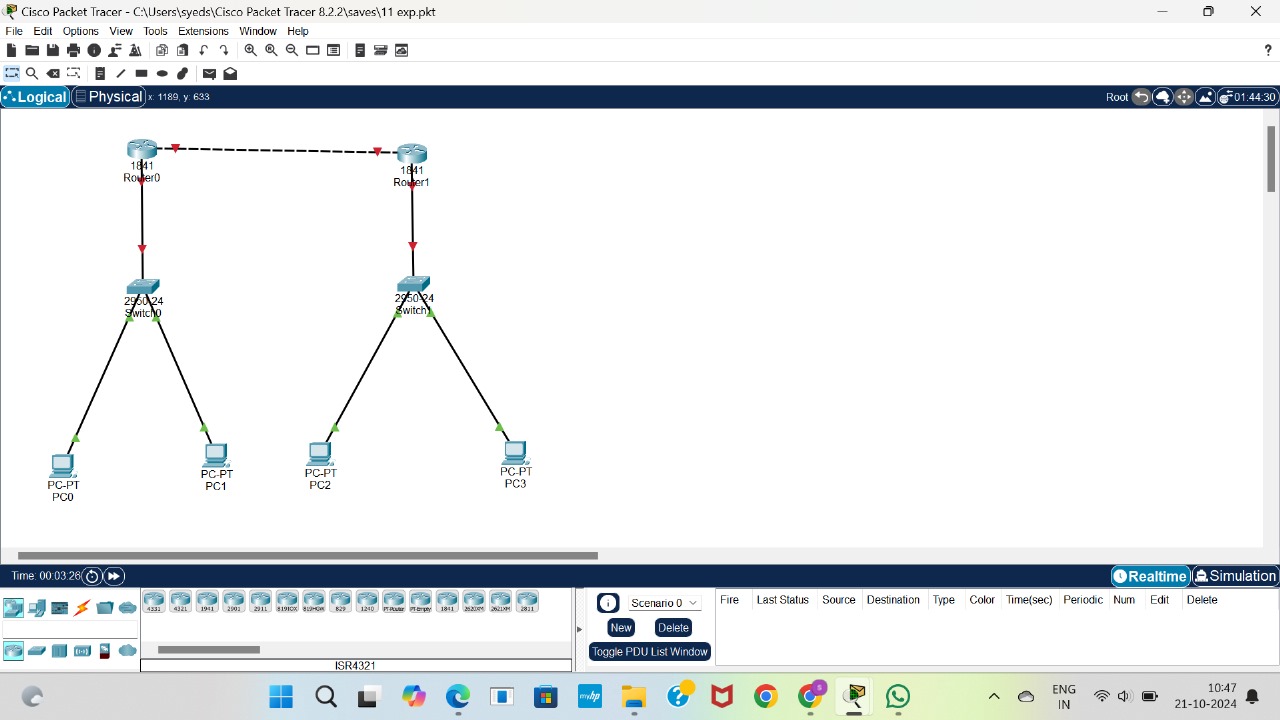 Cisco Packet Tracer - C:\Users\syeds\Cisco Packet Tracer 8.2.2\saves\11 exp.pkt
File Edit Options View Tools Extensions Window Help
?
Logical Physical x: 1189, y: 633 Root 01:44:30
1841
Router0
1841
Router1
2950-24
Switch0
2950-24
Switch1
PC-PT
PC0
PC-PT
PC1
PC-PT
PC2
PC-PT
PC3
Time: 00:03:26 Realtime Simulation
4331 4321 1941 2901 2911 819IOX 819HGW 829 1240 PT-Router PT-Empty 1841 2620XM 2621XM 2811
ISR4321
Scenario 0
New Delete
Toggle PDU List Window
Fire Last Status Source Destination Type Color Time(sec) Periodic Num Edit Delete
myhp
S
ENG
IN
10:47
21-10-2024